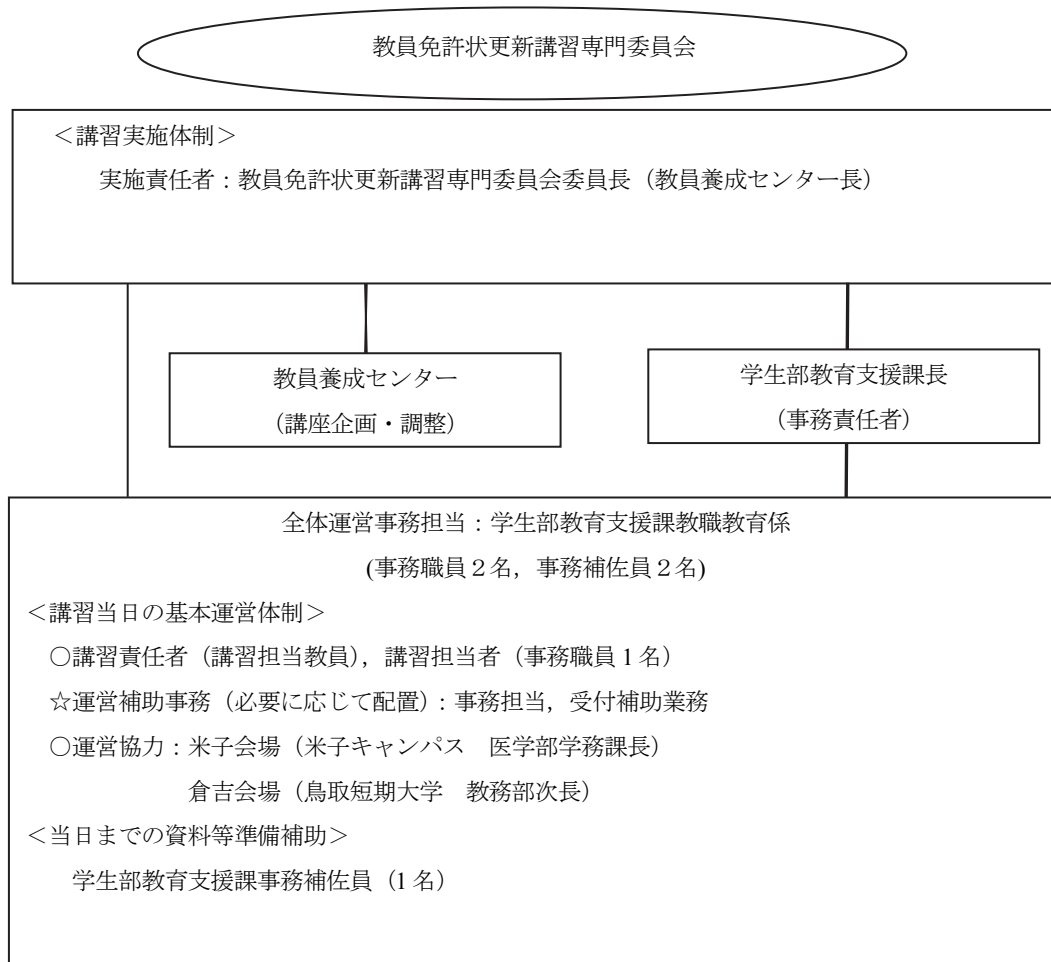 教員免許状更新講習専門委員会
＜講習実施体制＞
実施責任者：教員免許状更新講習専門委員会委員長（教員養成センター長）
教員養成センター
（講座企画・調整）
学生部教育支援課長
（事務責任者）
全体運営事務担当：学生部教育支援課教職教育係
(事務職員２名，事務補佐員２名)
＜講習当日の基本運営体制＞
○講習責任者（講習担当教員），講習担当者（事務職員1名）
☆運営補助事務（必要に応じて配置）：事務担当，受付補助業務
○運営協力：米子会場（米子キャンパス　医学部学務課長）
倉吉会場（鳥取短期大学　教務部次長）
＜当日までの資料等準備補助＞
学生部教育支援課事務補佐員（1名）